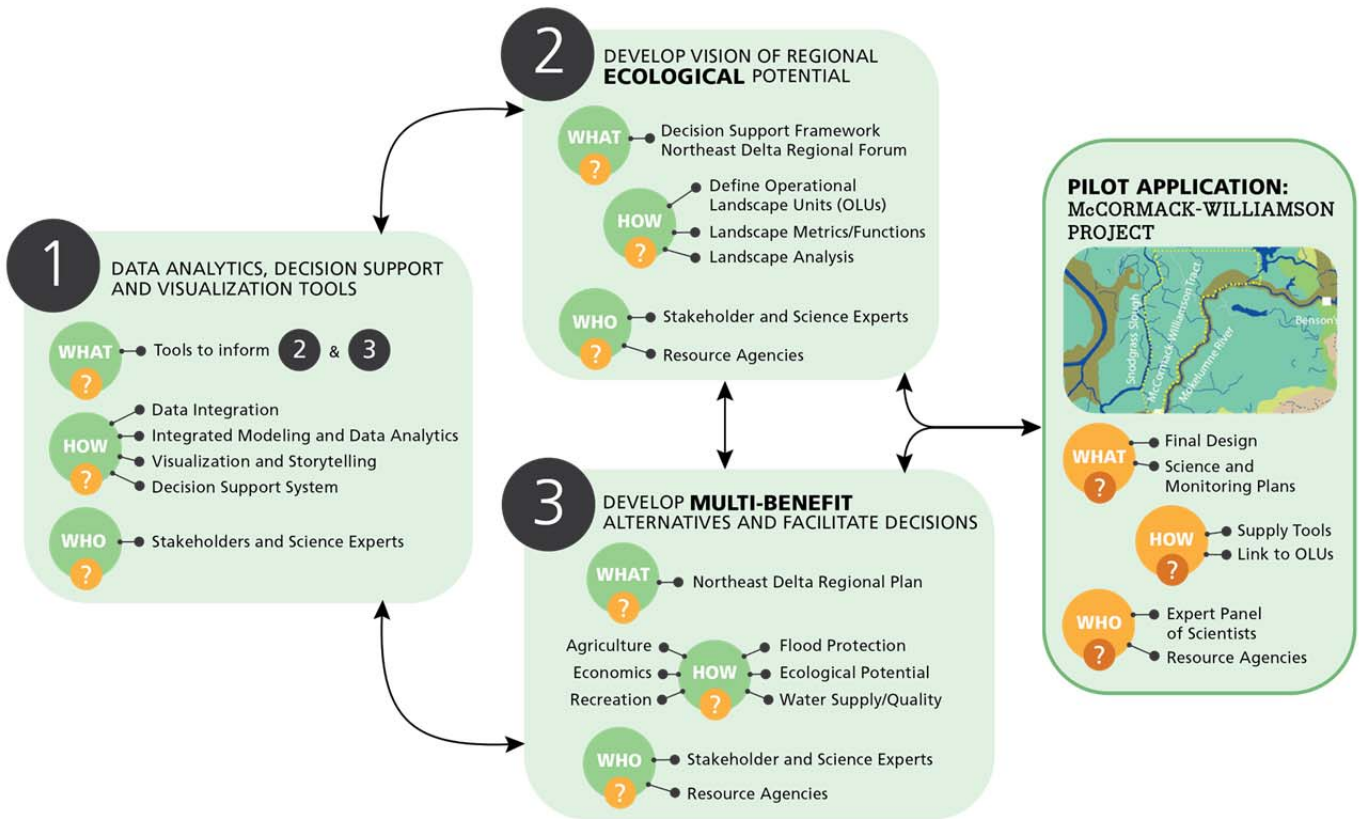 1
DATA ANALYTICS, DECISION SUPPORT
AND VISUALIZATION TOOLS
WHAT
?
Tools to inform 2 & 3
HOW
?
Data Integration
Integrated Modeling and Data Analytics
Visualization and Storytelling
Decision Support System
WHO
?
Stakeholders and Science Experts
2
DEVELOP VISION OF REGIONAL
ECOLOGICAL POTENTIAL
WHAT
?
Decision Support Framework
Northeast Delta Regional Forum
HOW
?
Define Operational
Landscape Units (OLUs)
Landscape Metrics/Functions
Landscape Analysis
WHO
?
Stakeholder and Science Experts
Resource Agencies
3
DEVELOP MULTI-BENEFIT
ALTERNATIVES AND FACILITATE DECISIONS
WHAT
?
Northeast Delta Regional Plan
Agriculture
Economics
Recreation
HOW
?
Flood Protection
Ecological Potential
Water Supply/Quality
WHO
?
Stakeholder and Science Experts
Resource Agencies
PILOT APPLICATION:
McCORMACK-WILLIAMSON
PROJECT
Snodgrass Slough
McCormack-Williamson Tract
Mokelumne River
Benson's
WHAT
?
Final Design
Science and
Monitoring Plans
HOW
?
Supply Tools
Link to OLUs
WHO
?
Expert Panel
of Scientists
Resource Agencies